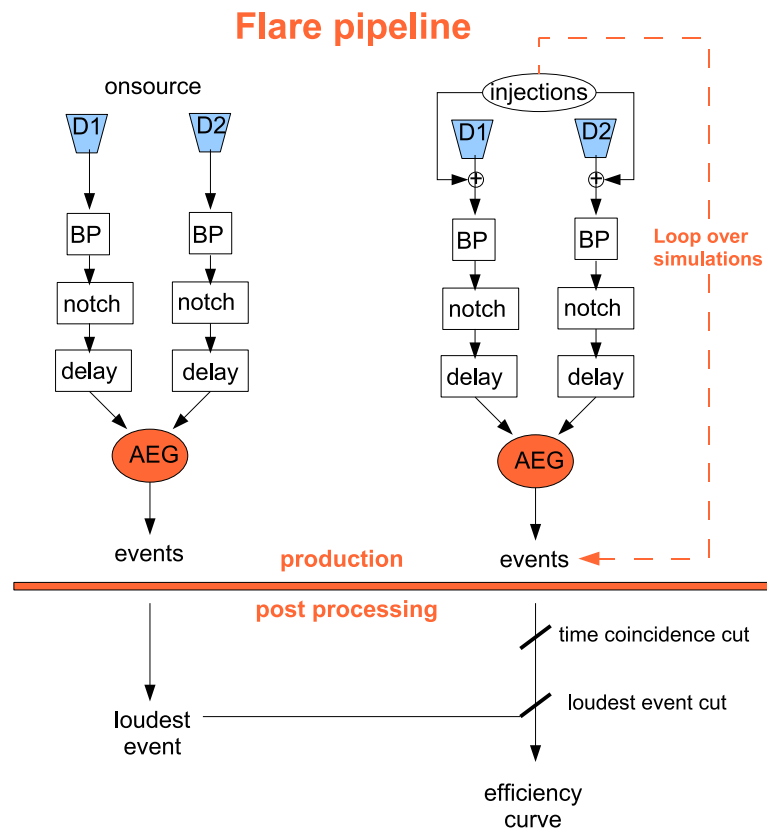 Flare pipeline
onsource
D1
D2
BP
BP
notch
notch
delay
delay
AEG
events
injections
D1
D2
+
+
BP
BP
notch
notch
delay
delay
AEG
events
Loop over
simulations
production
post processing
time coincidence cut
loudest event cut
loudest
event
efficiency
curve